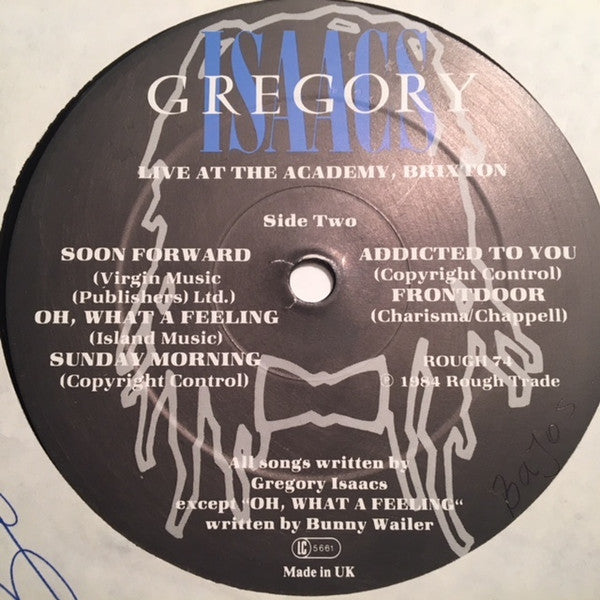 GREGORY
ISAACS
LIVE AT THE ACADEMY, BRIXTON
Side Two
SOON FORWARD
(Virgin Music
(Publishers) Ltd.)
OH, WHAT A FEELING
(Island Music)
SUNDAY MORNING
(Copyright Control)
ADDICTED TO YOU
(Copyright Control)
FRONTDOOR
(Charisma/Chappell)
ROUGH 74
℗ 1984 Rough Trade
All songs written by
Gregory Isaacs
except "OH, WHAT A FEELING"
written by Bunny Wailer
LC 5661
Made in UK
Bajos